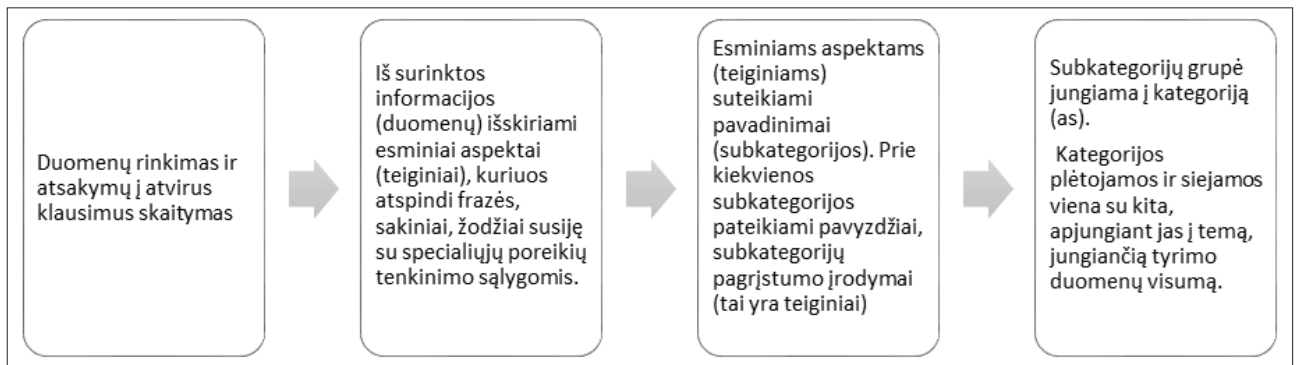 Duomenų rinkimas ir
atsakymų į atvirus
klausimus skaitymas
Iš surinktos
informacijos
(duomenų) išskiriami
esminiai aspektai
(teiginiai), kuriuos
atspindi frazės,
sakiniai, žodžiai susiję
su specialiųjų poreikių
tenkinimo sąlygomis.
Esminiams aspektams
(teiginiams)
suteikiami
pavadinimai
(subkategorijos). Prie
kiekvienos
subkategorijos
pateikiami pavyzdžiai,
subkategorijų
pagrįstumo įrodymai
(tai yra teiginiai)
Subkategorijų grupė
jungiama į kategoriją
(as).
Kategorijos
plėtojamos ir siejamos
viena su kita,
apjungiant jas į temą,
jungiančią tyrimo
duomenų visumą.